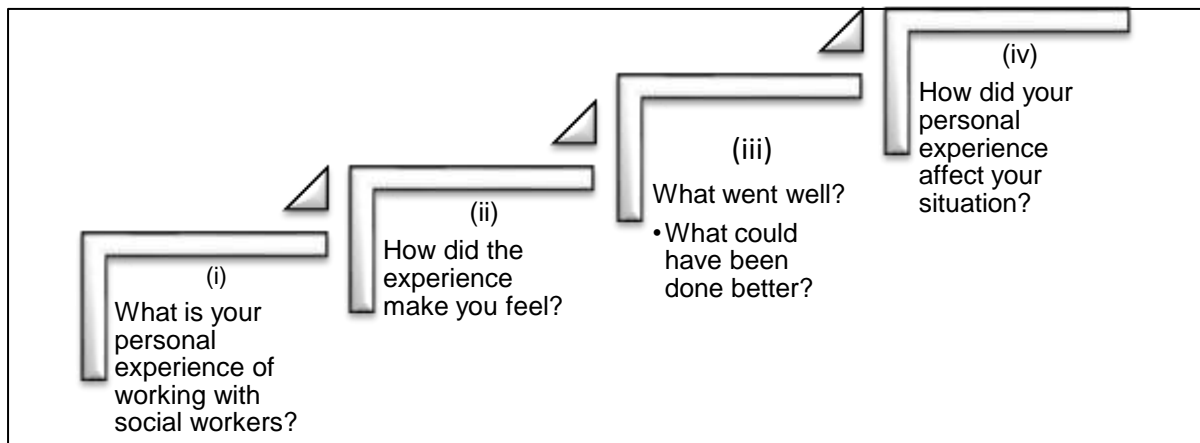 (i)
What is your
personal
experience of
working with
social workers?
(ii)
How did the
experience
make you feel?
(iii)
What went well?
•What could
have been
done better?
(iv)
How did your
personal
experience
affect your
situation?